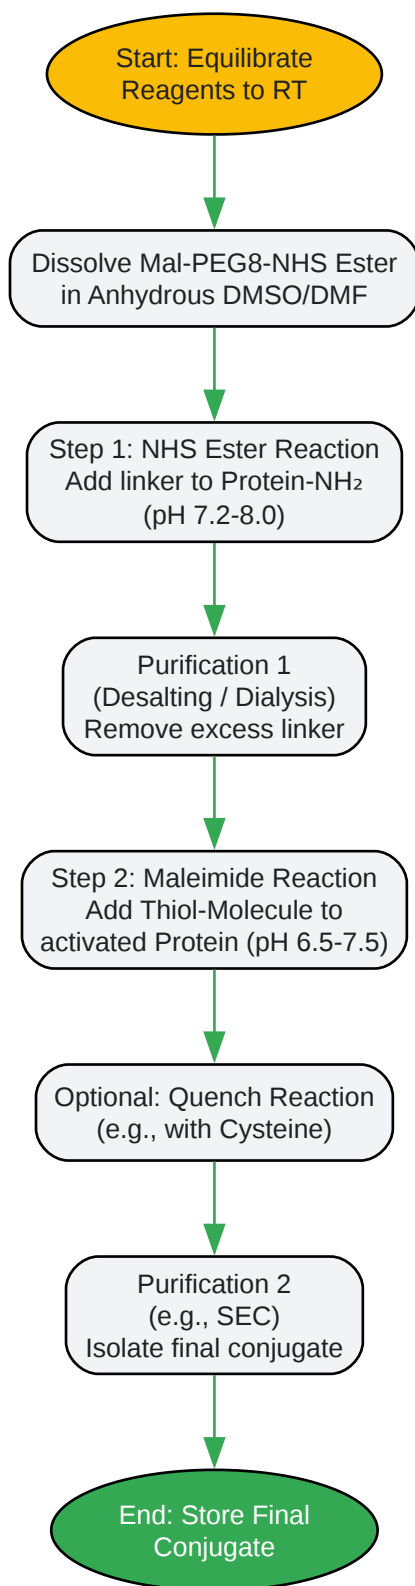 Start: Equilibrate
Reagents to RT
Dissolve Mal-PEG8-NHS Ester
in Anhydrous DMSO/DMF
Step 1: NHS Ester Reaction
Add linker to Protein-NH₂
(pH 7.2-8.0)
Purification 1
(Desalting / Dialysis)
Remove excess linker
Step 2: Maleimide Reaction
Add Thiol-Molecule to
activated Protein (pH 6.5-7.5)
Optional: Quench Reaction
(e.g., with Cysteine)
Purification 2
(e.g., SEC)
Isolate final conjugate
End: Store Final
Conjugate